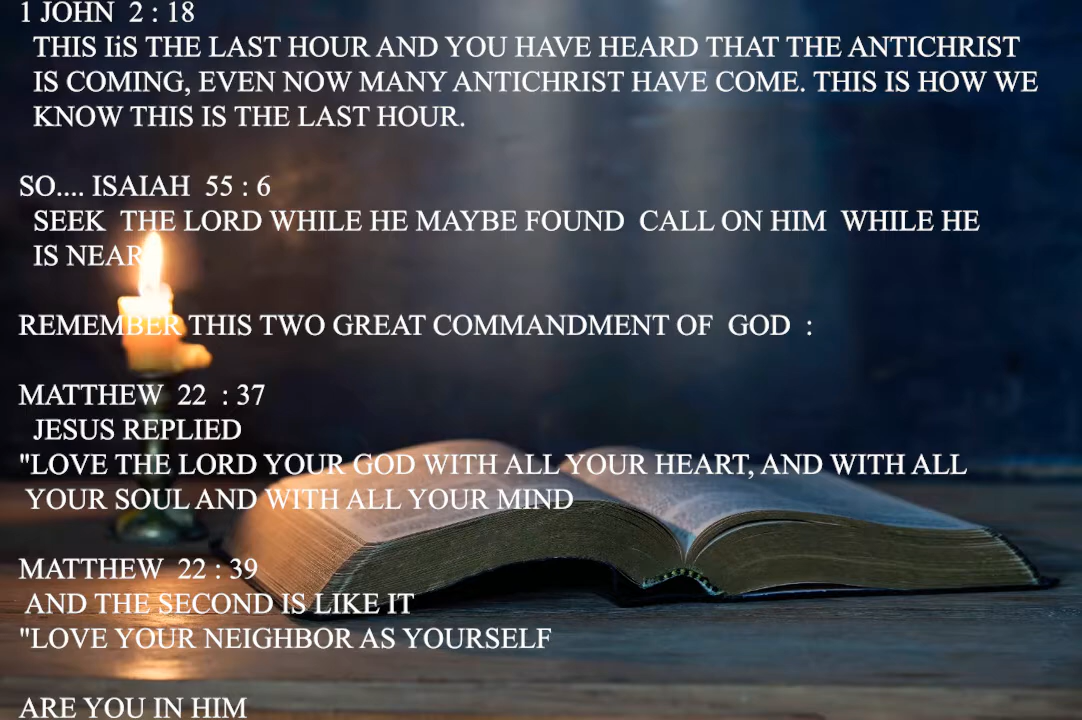 1 JOHN 2 : 18
THIS IiS THE LAST HOUR AND YOU HAVE HEARD THAT THE ANTICHRIST
IS COMING, EVEN NOW MANY ANTICHRIST HAVE COME. THIS IS HOW WE
KNOW THIS IS THE LAST HOUR.
SO.... ISAIAH 55 : 6
SEEK THE LORD WHILE HE MAYBE FOUND CALL ON HIM WHILE HE
IS NEAR
REMEMBER THIS TWO GREAT COMMANDMENT OF GOD :
MATTHEW 22 : 37
JESUS REPLIED
"LOVE THE LORD YOUR GOD WITH ALL YOUR HEART, AND WITH ALL
YOUR SOUL AND WITH ALL YOUR MIND
MATTHEW 22 : 39
AND THE SECOND IS LIKE IT
"LOVE YOUR NEIGHBOR AS YOURSELF
ARE YOU IN HIM